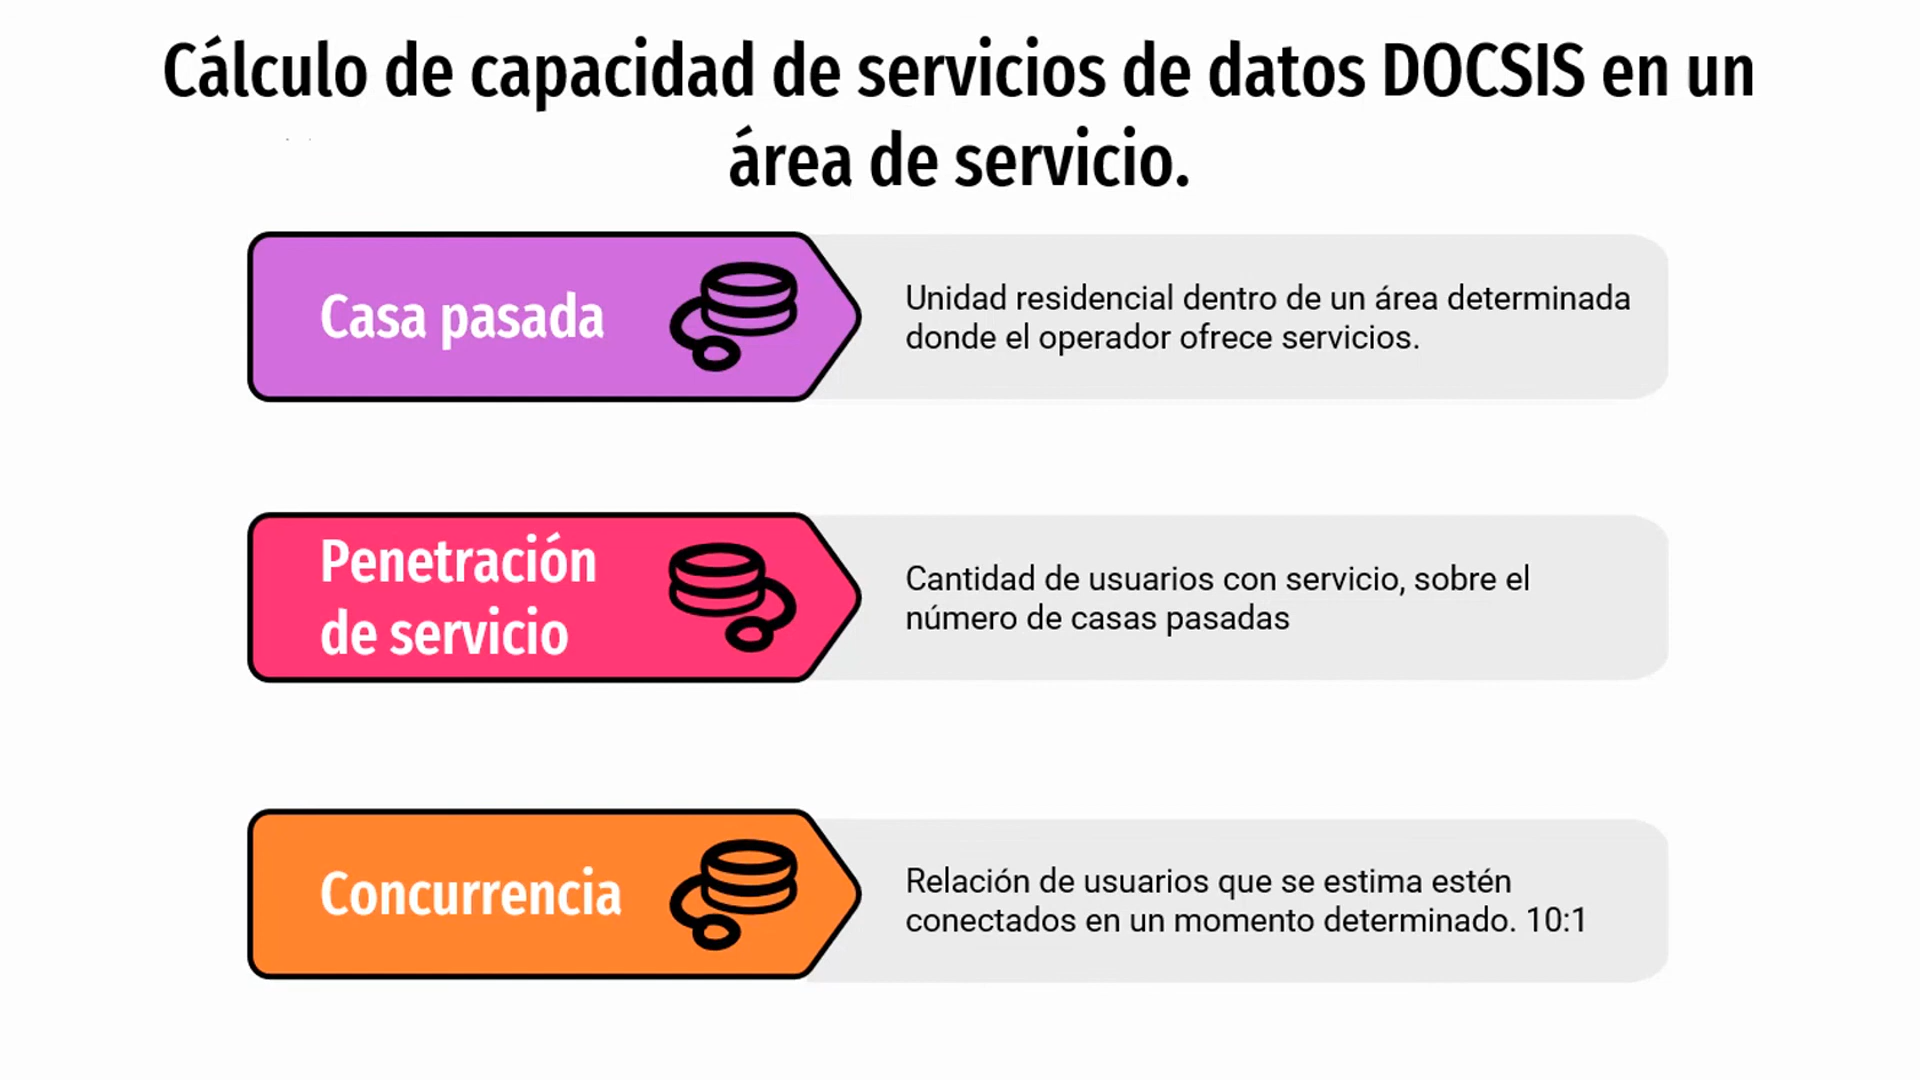 Cálculo de capacidad de servicios de datos DOCSIS en un
área de servicio.
Casa pasada
Unidad residencial dentro de un área determinada
donde el operador ofrece servicios.
Penetración
de servicio
Cantidad de usuarios con servicio, sobre el
número de casas pasadas
Concurrencia
Relación de usuarios que se estima estén
conectados en un momento determinado. 10:1